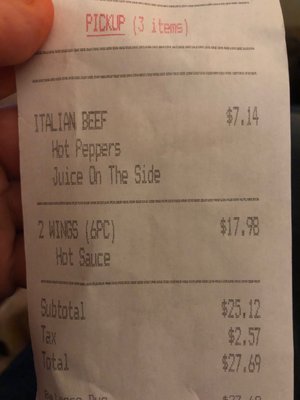 PICKUP (3 items)
ITALIAN BEEF $7.14
Hot Peppers
Juice On The Side
2 WINGS (6PC) $17.98
Hot Sauce
Subtotal $25.12
Tax $2.57
Total $27.69